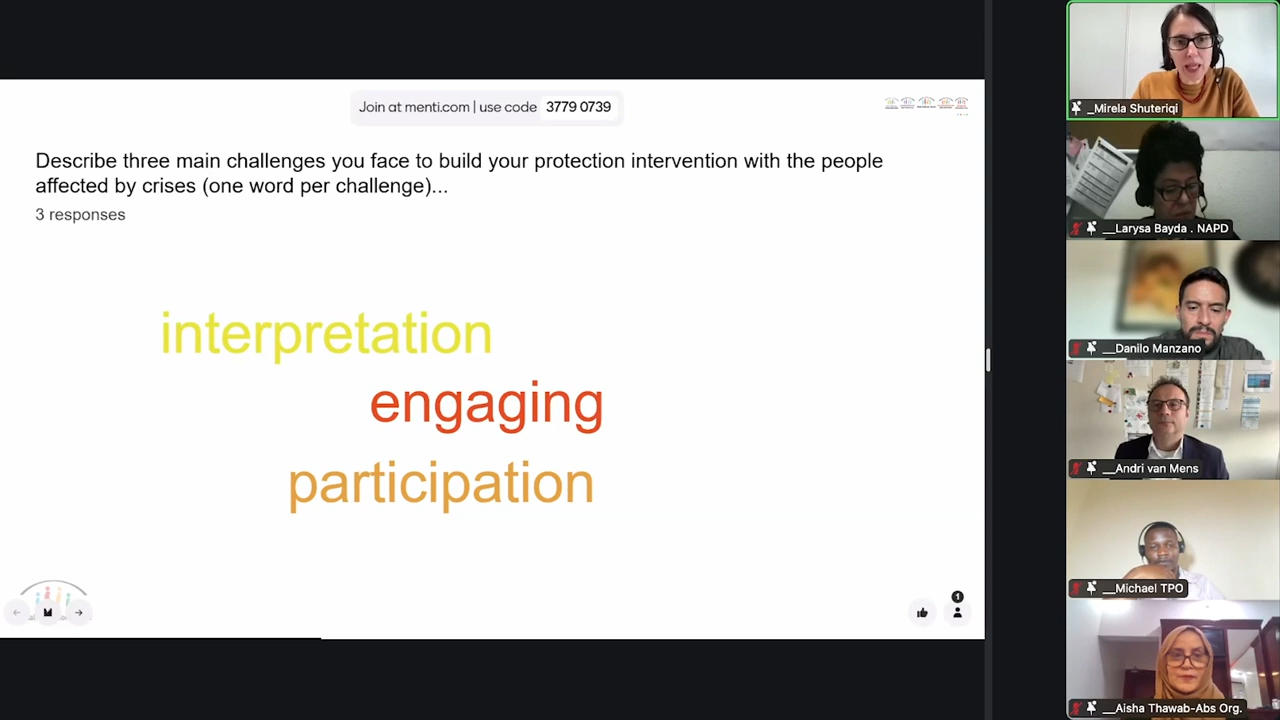 Join at menti.com | use code 3779 0739
Describe three main challenges you face to build your protection intervention with the people
affected by crises (one word per challenge)...
3 responses
interpretation
engaging
participation
1
_Mirela Shuteriqi
__Larysa Bayda . NAPD
__Danilo Manzano
__Andri van Mens
__Michael TPO
__Aisha Thawab-Abs Org.